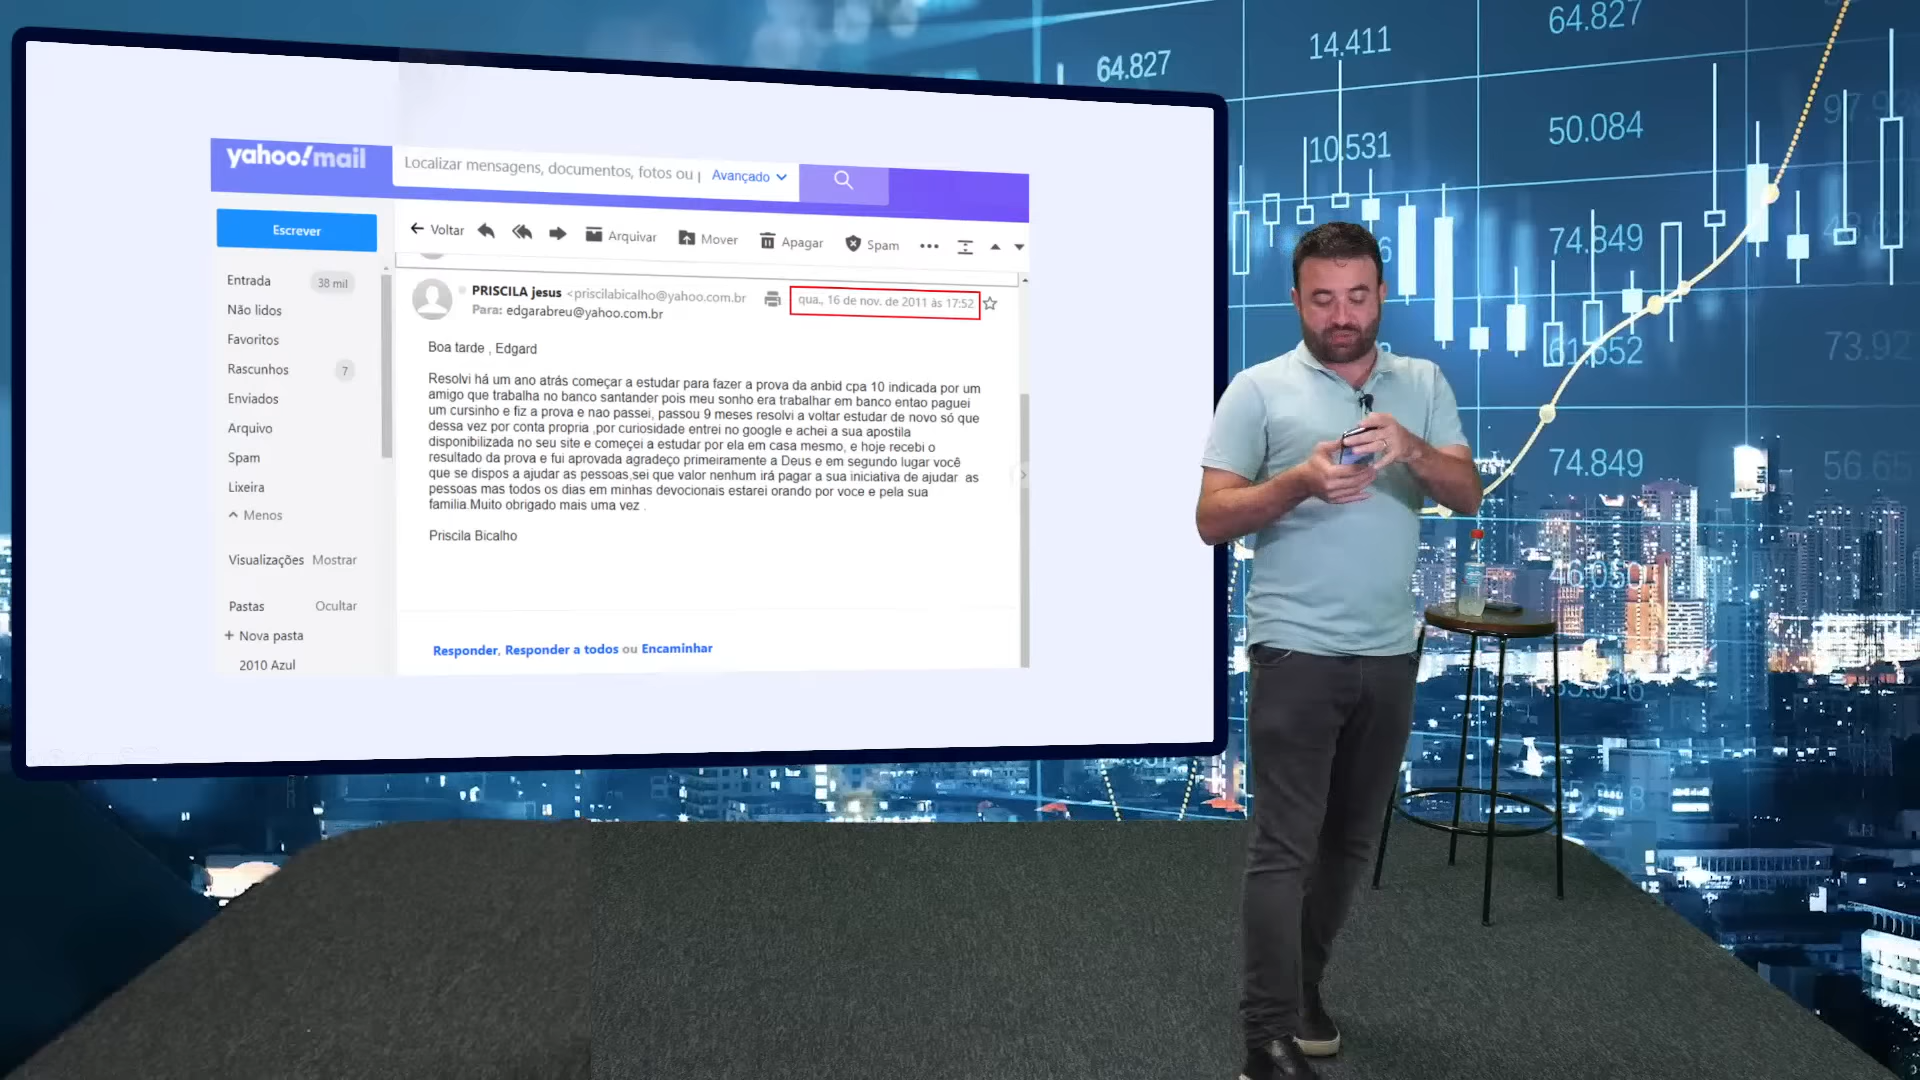 yahoo!mail
Localizar mensagens, documentos, fotos ou p
Avançado
Escrever
Voltar
Arquivar
Mover
Apagar
Spam
Entrada
38 mil
Não lidos
Favoritos
Rascunhos
7
Enviados
Arquivo
Spam
Lixeira
Menos
Visualizações
Mostrar
Pastas
Ocultar
+ Nova pasta
2010 Azul
PRISCILA jesus <priscilabicalho@yahoo.com.br
qua., 16 de nov. de 2011 às 17:52
Para: edgarabreu@yahoo.com.br
Boa tarde , Edgard
Resolvi há um ano atrás começar a estudar para fazer a prova da anbid cpa 10 indicada por um
amigo que trabalha no banco santander pois meu sonho era trabalhar em banco entao paguei
um cursinho e fiz a prova e nao passei, passou 9 meses resolvi a voltar estudar de novo só que
dessa vez por conta propria ,por curiosidade entrei no google e achei a sua apostila
disponibilizada no seu site e começei a estudar por ela em casa mesmo, e hoje recebi o
resultado da prova e fui aprovada agradeço primeiramente a Deus e em segundo lugar você
que se dispos a ajudar as pessoas,sei que valor nenhum irá pagar a sua iniciativa de ajudar as
pessoas mas todos os dias em minhas devocionais estarei orando por voce e pela sua
familia.Muito obrigado mais uma vez .
Priscila Bicalho
Responder, Responder a todos ou Encaminhar
64.827
14.411
64.827
10.531
50.084
74.849
61.552
73.92
74.849
56.65
46.050